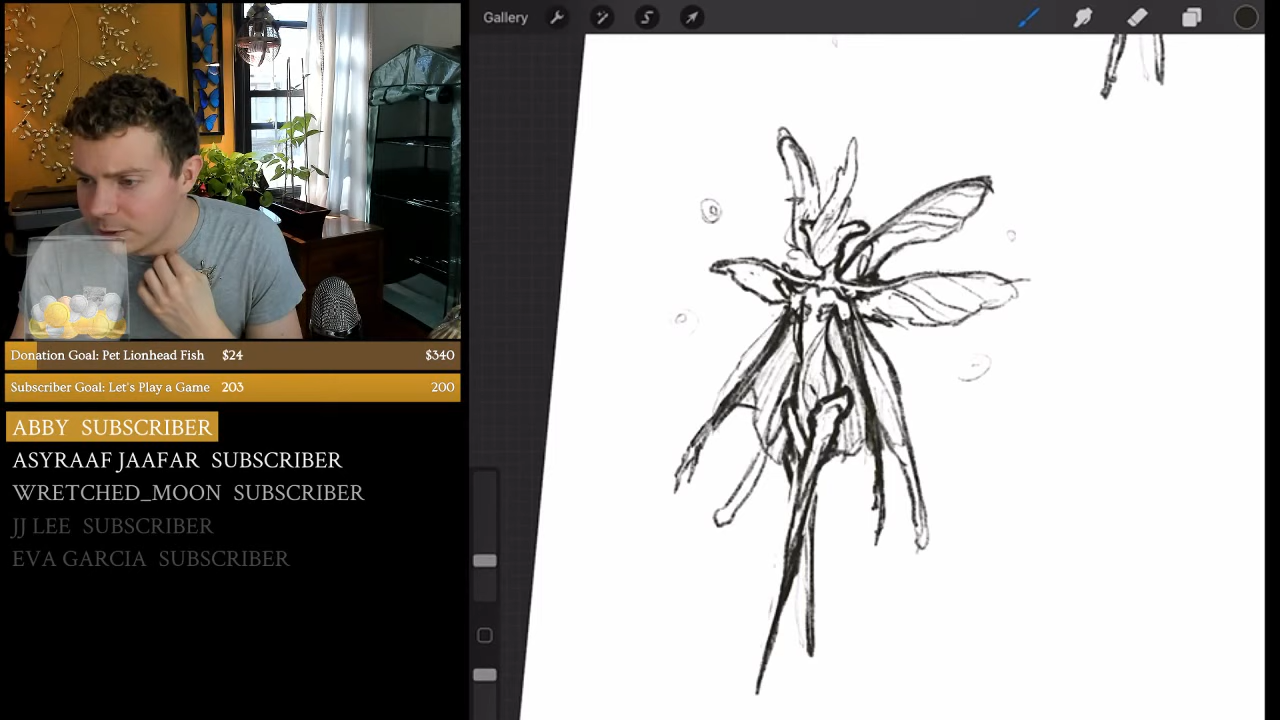 Gallery
Donation Goal: Pet Lionhead Fish $24 $340
Subscriber Goal: Let's Play a Game 203 200
ABBY SUBSCRIBER
ASYRAAF JAAFAR SUBSCRIBER
WRETCHED_MOON SUBSCRIBER
JJ LEE SUBSCRIBER
EVA GARCIA SUBSCRIBER